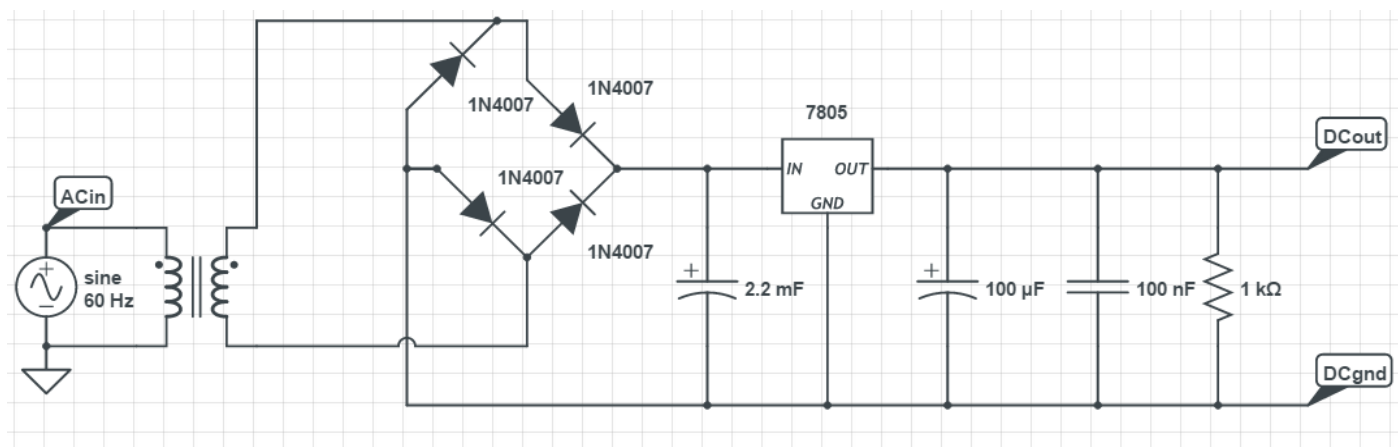 1N4007
1N4007
7805
DCout
IN
OUT
1N4007
ACin
GND
1N4007
+
sine
60 Hz
−
+
2.2 mF
+
100 µF
100 nF
1 kΩ
DCgnd